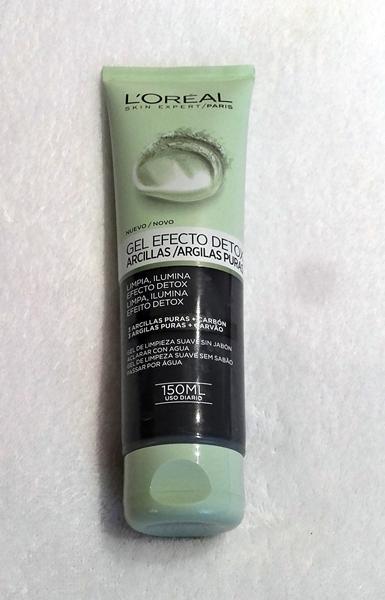 L'ORÉAL
SKIN EXPERT/PARIS
NUEVO / NOVO
GEL EFECTO DETOX
ARCILLAS /ARGILAS PURAS
LIMPIA, ILUMINA
EFECTO DETOX
LIMPA, ILUMINA
EFEITO DETOX
3 ARCILLAS PURAS + CARBÓN
3 ARGILAS PURAS + CARVÃO
GEL DE LIMPIEZA SUAVE SIN JABÓN
ACLARAR CON AGUA
GEL DE LIMPEZA SUAVE SEM SABÃO
PASSAR POR ÁGUA
150ML
USO DIARIO